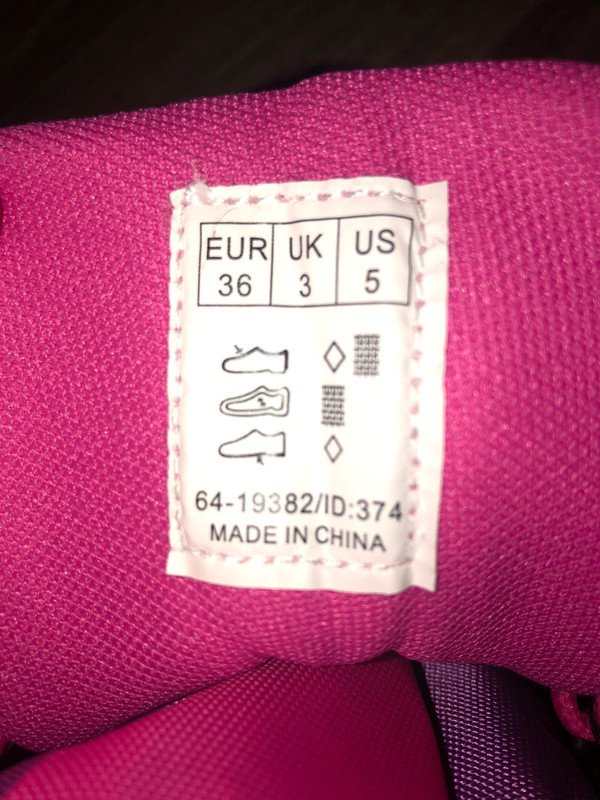 EUR UK US
36 3 5
64-19382/ID:374
MADE IN CHINA